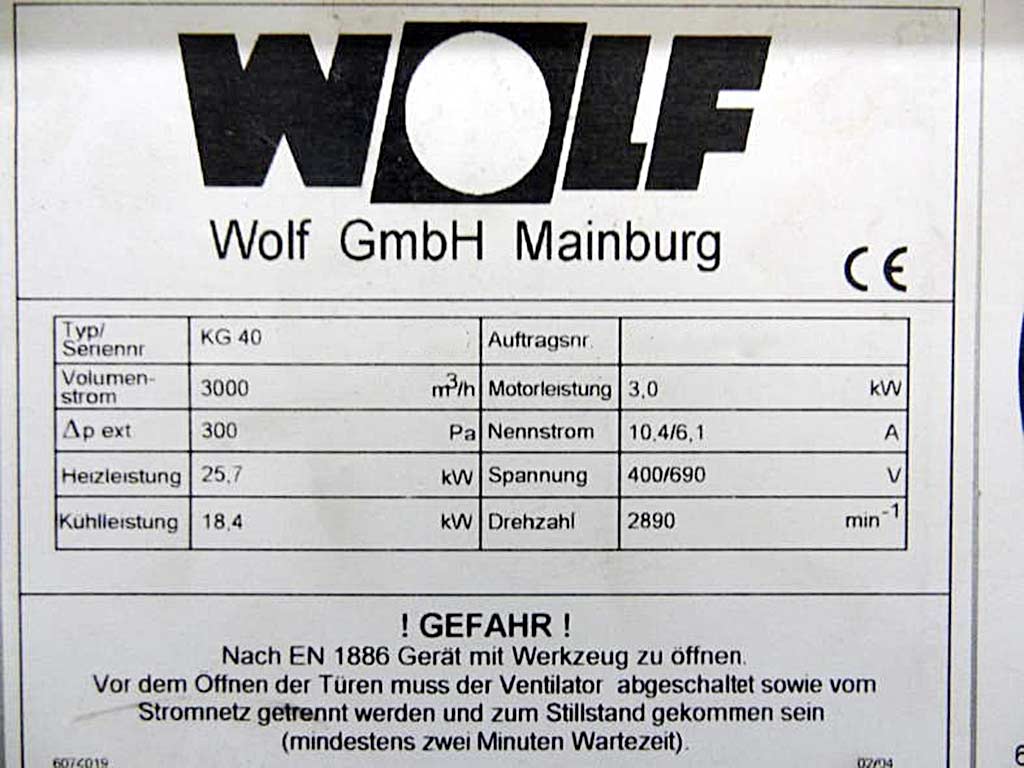 WOLF
Wolf GmbH Mainburg
CE
Typ/ Seriennr KG 40 Auftragsnr.
Volumen- strom 3000 m³/h Motorleistung 3,0 kW
Δp ext 300 Pa Nennstrom 10,4/6,1 A
Heizleistung 25,7 kW Spannung 400/690 V
Kühlleistung 18,4 kW Drehzahl 2890 min⁻¹
! GEFAHR !
Nach EN 1886 Gerät mit Werkzeug zu öffnen.
Vor dem Öffnen der Türen muss der Ventilator abgeschaltet sowie vom
Stromnetz getrennt werden und zum Stillstand gekommen sein
(mindestens zwei Minuten Wartezeit).
02/04